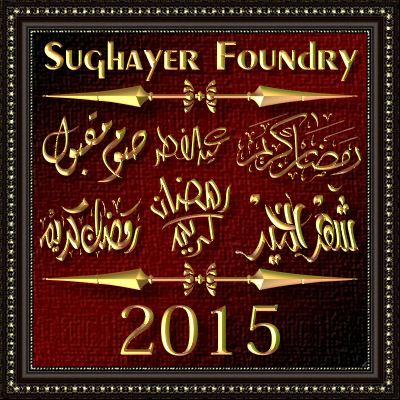 Sughayer Foundry
رمضان كريم
عيد الفطر
صوم مقبول
شهر الخير
رمضان
كريم
رمضان كريم
2015